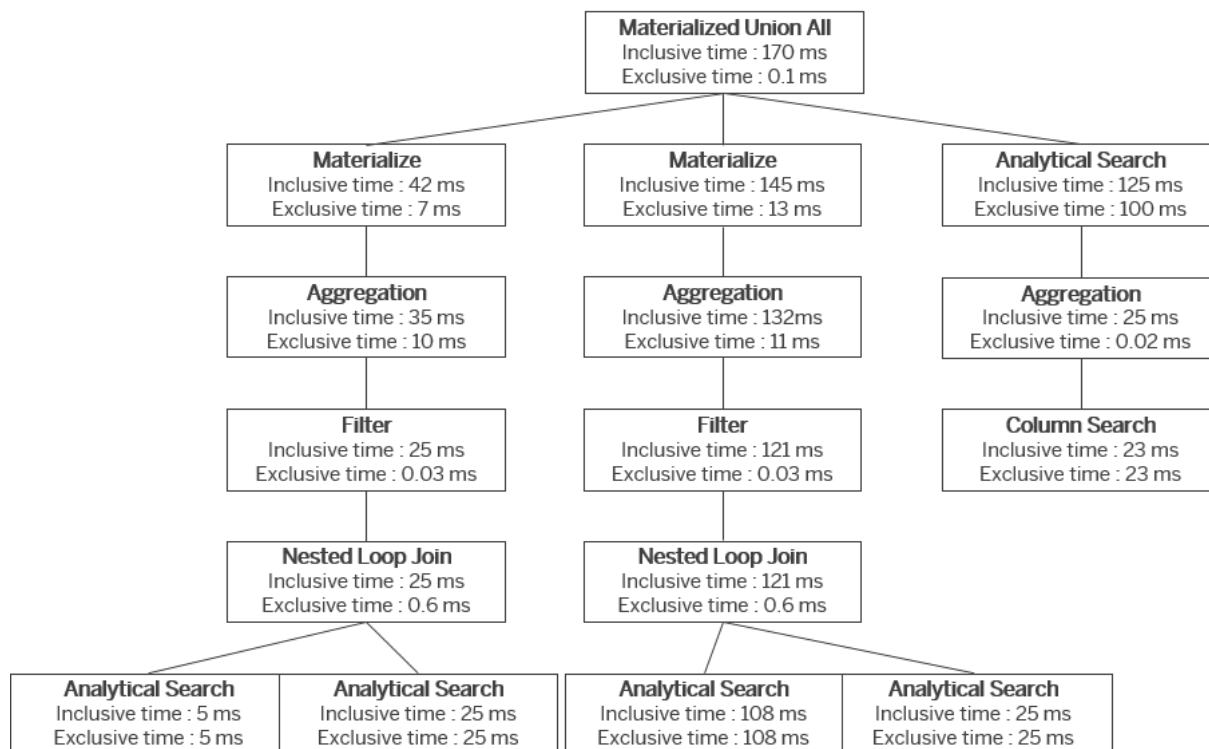 Materialized Union All
Inclusive time : 170 ms
Exclusive time : 0.1 ms
Materialize
Inclusive time : 42 ms
Exclusive time : 7 ms
Materialize
Inclusive time : 145 ms
Exclusive time : 13 ms
Analytical Search
Inclusive time : 125 ms
Exclusive time : 100 ms
Aggregation
Inclusive time : 35 ms
Exclusive time : 10 ms
Aggregation
Inclusive time : 132ms
Exclusive time : 11 ms
Aggregation
Inclusive time : 25 ms
Exclusive time : 0.02 ms
Filter
Inclusive time : 25 ms
Exclusive time : 0.03 ms
Filter
Inclusive time : 121 ms
Exclusive time : 0.03 ms
Column Search
Inclusive time : 23 ms
Exclusive time : 23 ms
Nested Loop Join
Inclusive time : 25 ms
Exclusive time : 0.6 ms
Nested Loop Join
Inclusive time : 121 ms
Exclusive time : 0.6 ms
Analytical Search
Inclusive time : 5 ms
Exclusive time : 5 ms
Analytical Search
Inclusive time : 25 ms
Exclusive time : 25 ms
Analytical Search
Inclusive time : 108 ms
Exclusive time : 108 ms
Analytical Search
Inclusive time : 25 ms
Exclusive time : 25 ms